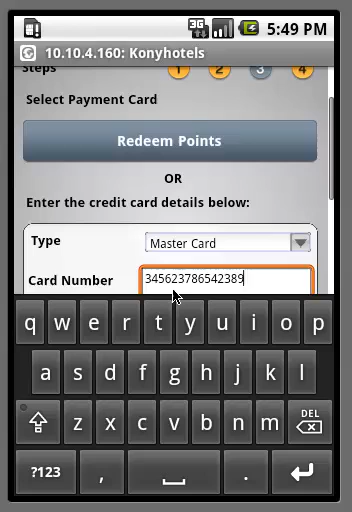 3G 5:49 PM
10.10.4.160: Konyhotels
Steps 1 2 3 4
Select Payment Card
Redeem Points
OR
Enter the credit card details below:
Type Master Card
Card Number 345623786542389
q w e r t y u i o p
a s d f g h j k l
z x c v b n m DEL
?123 , .